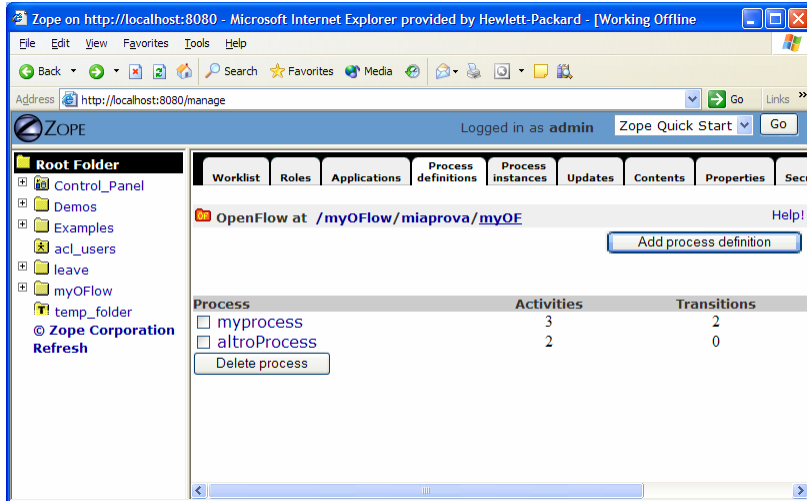 Zope on http://localhost:8080 - Microsoft Internet Explorer provided by Hewlett-Packard - [Working Offline
File Edit View Favorites Tools Help
Back Search Favorites Media
Address http://localhost:8080/manage Go Links »
ZOPE Logged in as admin Zope Quick Start Go
Root Folder
Control_Panel
Demos
Examples
acl_users
leave
myOFlow
temp_folder
© Zope Corporation
Refresh
Worklist Roles Applications Process definitions Process instances Updates Contents Properties Secu
OF OpenFlow at /myOFlow/miaprova/myOF Help!
Add process definition
Process Activities Transitions
myprocess 3 2
altroProcess 2 0
Delete process